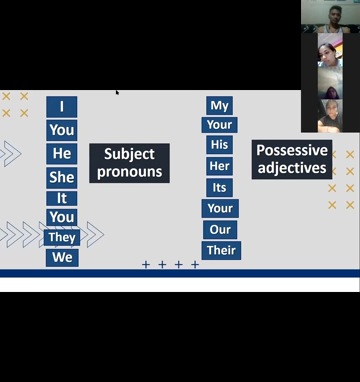 I
You
He
She
It
You
They
We
Subject
pronouns
My
Your
His
Her
Its
Your
Our
Their
Possessive
adjectives